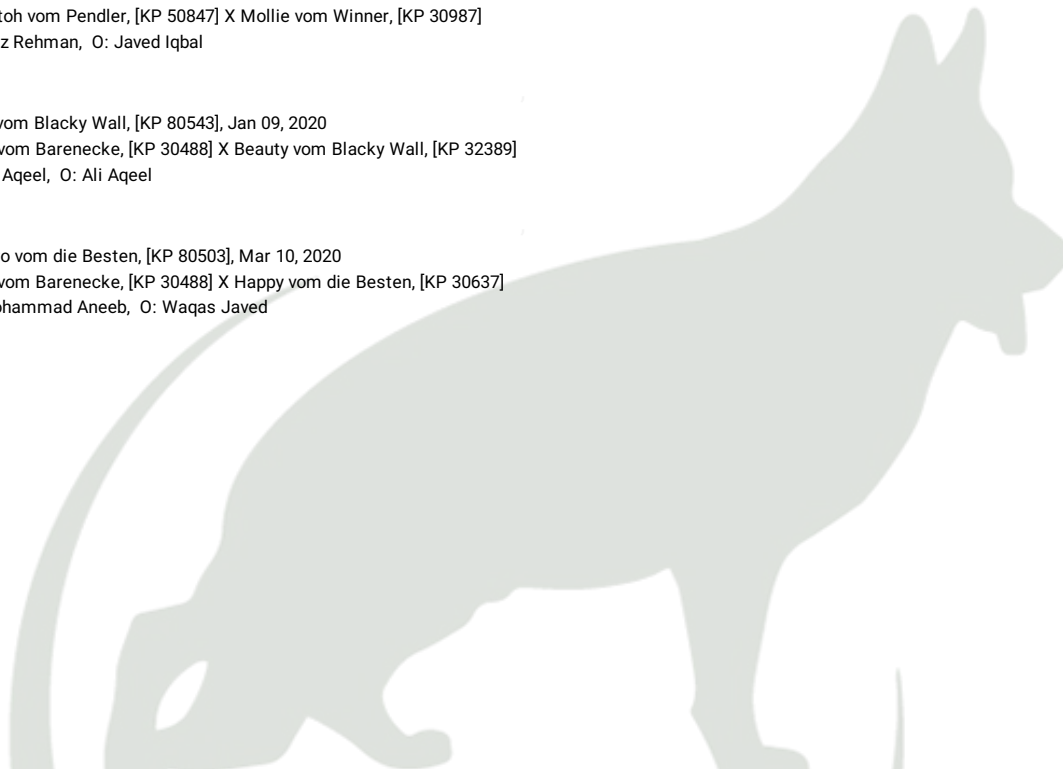 toh vom Pendler, [KP 50847] X Mollie vom Winner, [KP 30987]
z Rehman, O: Javed Iqbal
vom Blacky Wall, [KP 80543], Jan 09, 2020
vom Barenecke, [KP 30488] X Beauty vom Blacky Wall, [KP 32389]
Aqeel, O: Ali Aqeel
o vom die Besten, [KP 80503], Mar 10, 2020
vom Barenecke, [KP 30488] X Happy vom die Besten, [KP 30637]
ohammad Aneeb, O: Waqas Javed